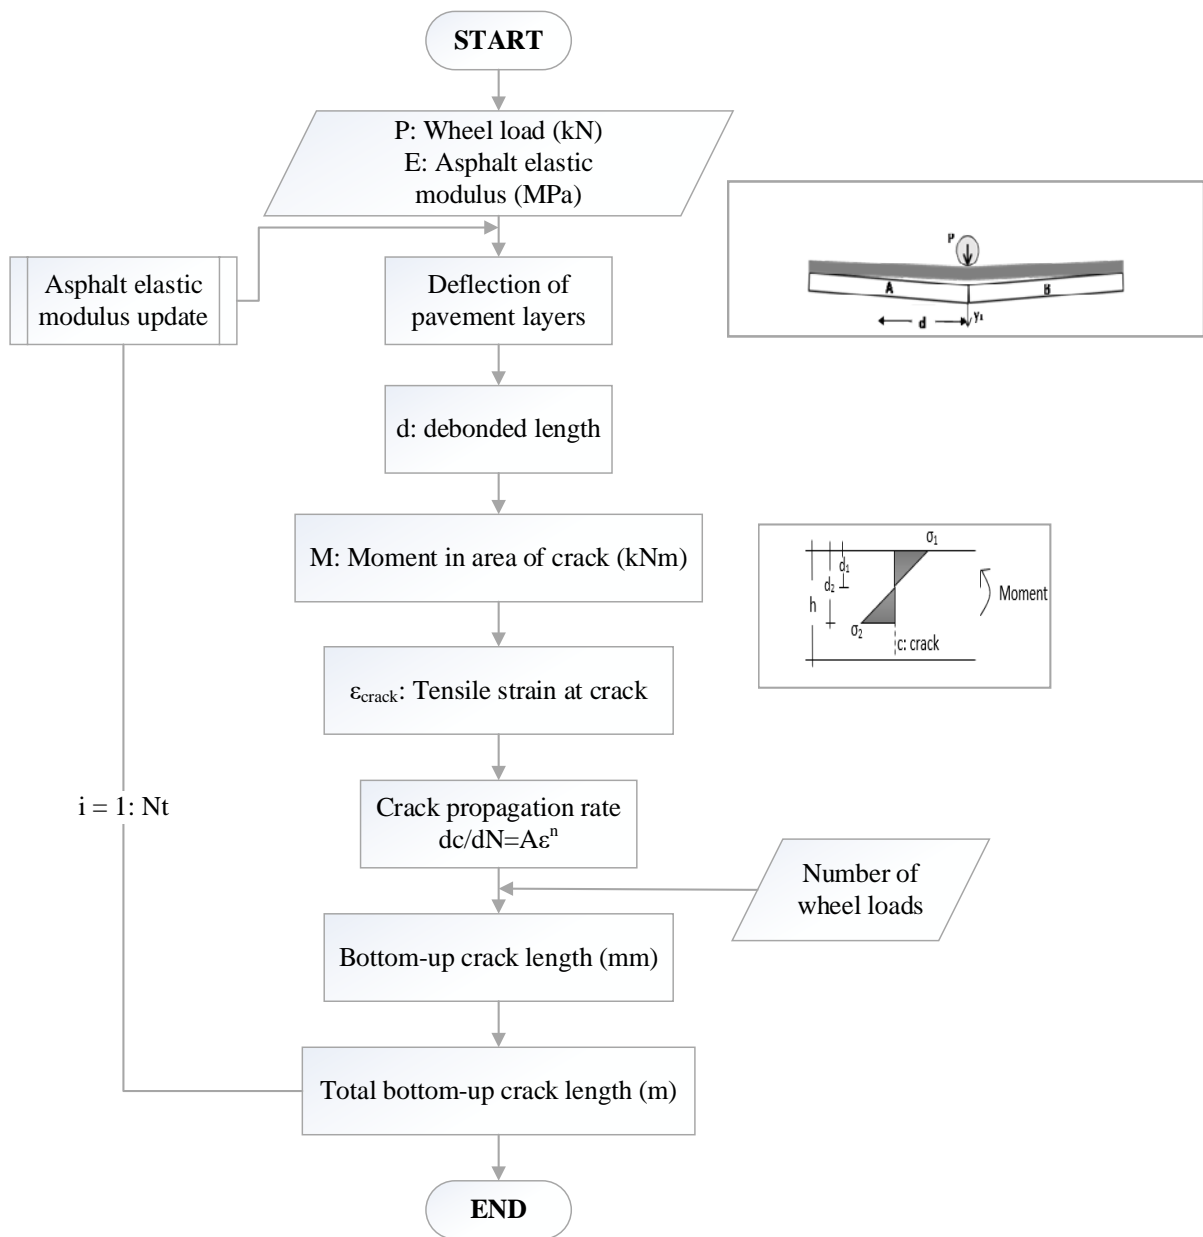 START
P: Wheel load (kN)
E: Asphalt elastic
modulus (MPa)
Asphalt elastic
modulus update
Deflection of
pavement layers
P
A
B
d
y₁
d: debonded length
M: Moment in area of crack (kNm)
σ₁
d₁
d₂
h
Moment
σ₂
c: crack
εcrack: Tensile strain at crack
i = 1: Nt
Crack propagation rate
dc/dN=Aεⁿ
Number of
wheel loads
Bottom-up crack length (mm)
Total bottom-up crack length (m)
END